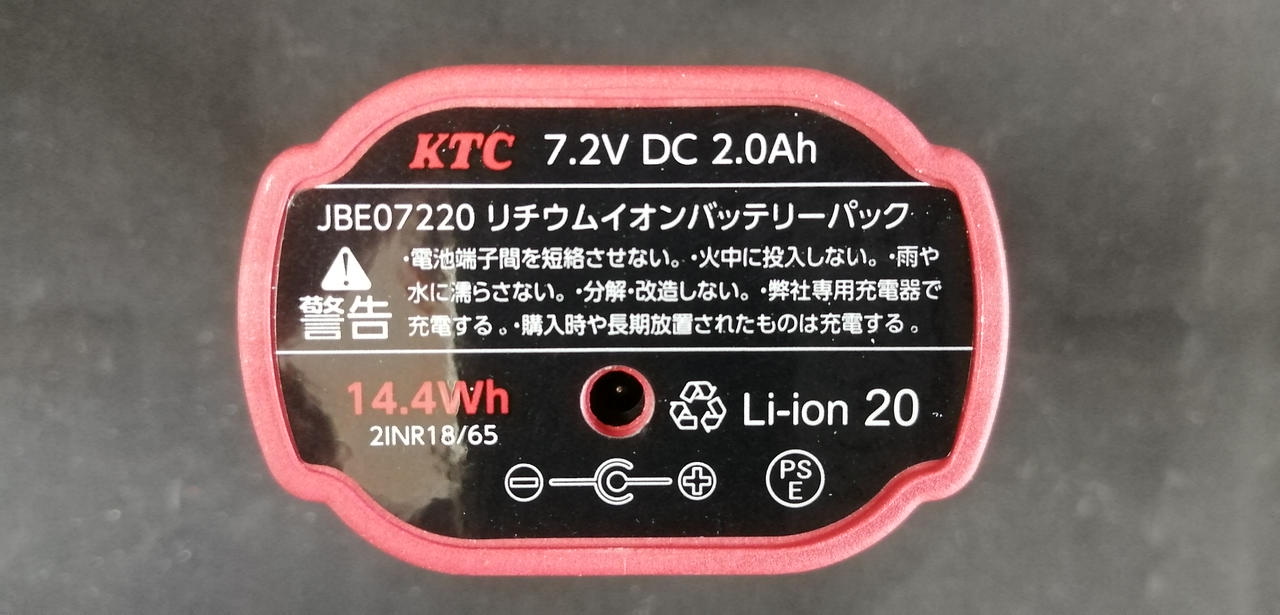 KTC 7.2V DC 2.0Ah
JBE07220 リチウムイオンバッテリーパック
警告
・電池端子間を短絡させない。・火中に投入しない。・雨や
水に濡らさない。・分解・改造しない。・弊社専用充電器で
充電する。・購入時や長期放置されたものは充電する。
14.4Wh
2INR18/65
Li-ion 20
PS
E